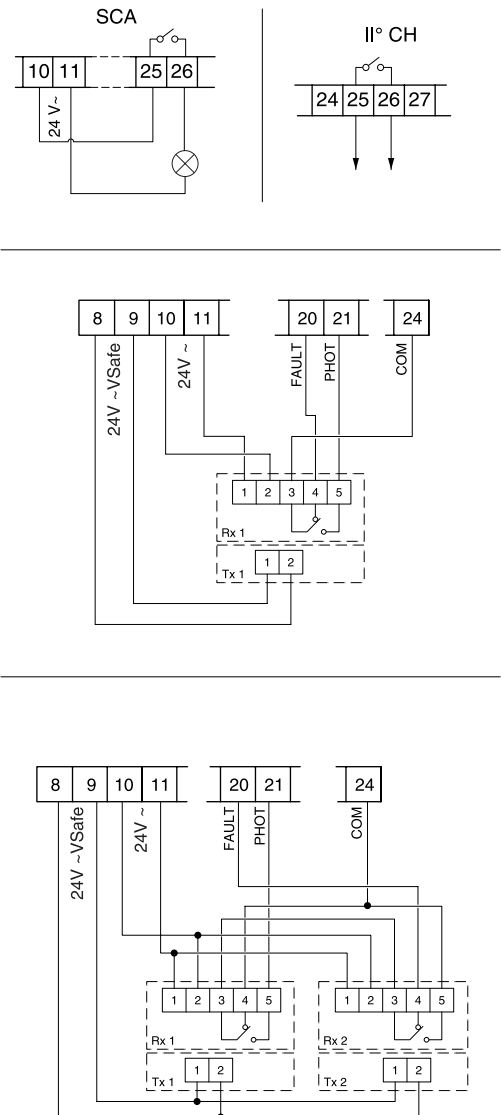 SCA
10 11 25 26
24 V~
II° CH
24 25 26 27
8 9 10 11 20 21 24
24V ~VSafe
24V ~
FAULT
PHOT
COM
1 2 3 4 5
Rx 1
1 2
Tx 1
8 9 10 11 20 21 24
24V ~VSafe
24V ~
FAULT
PHOT
COM
1 2 3 4 5 1 2 3 4 5
Rx 1 Rx 2
1 2 1 2
Tx 1 Tx 2